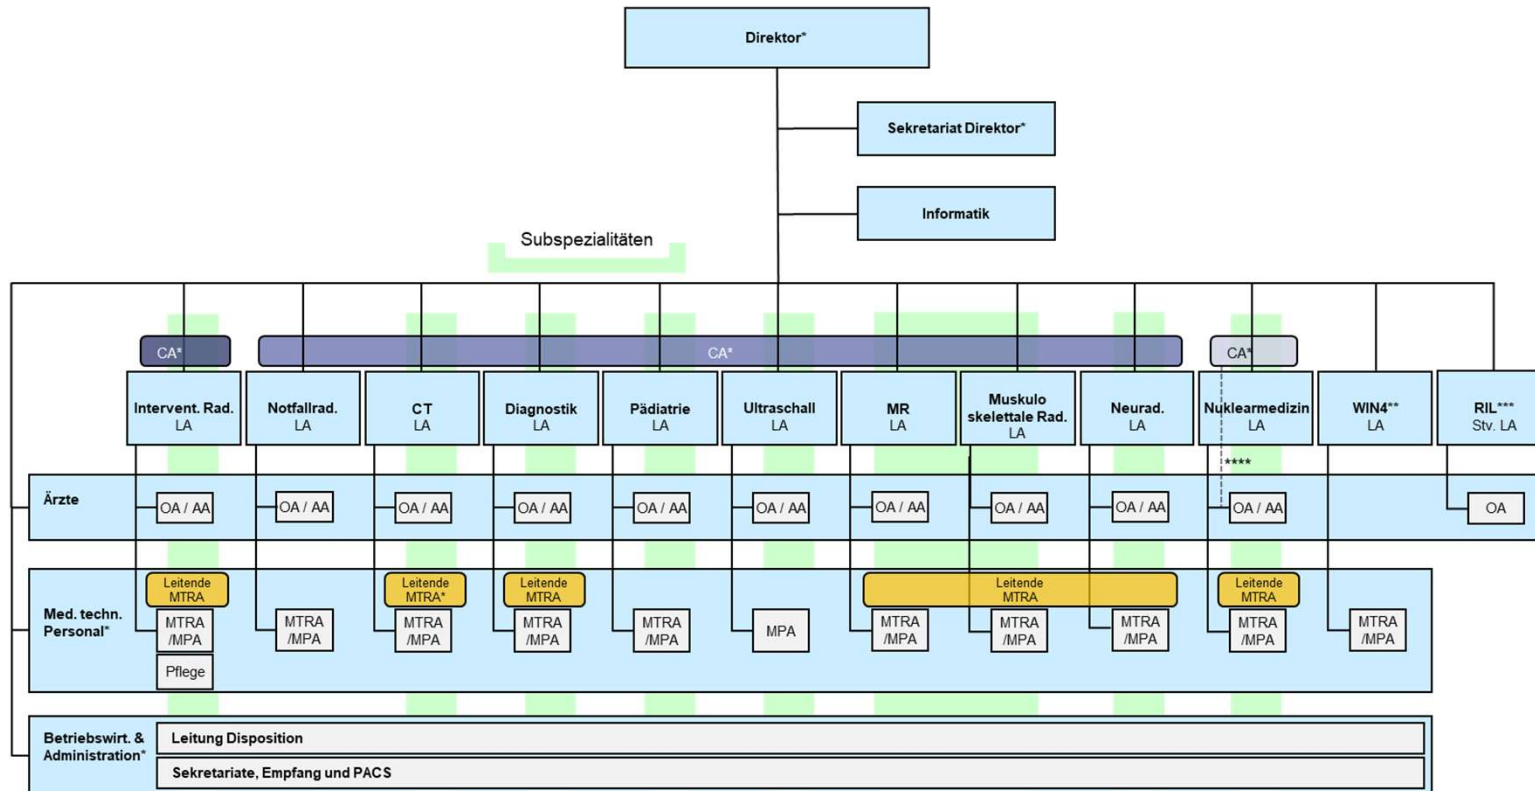 Direktor*
Sekretariat Direktor*
Informatik
Subspezialitäten
CA*
CA*
CA*
Intervent. Rad.
LA
Notfallrad.
LA
CT
LA
Diagnostik
LA
Pädiatrie
LA
Ultraschall
LA
MR
LA
Muskulo
skelettale Rad.
LA
Neurad.
LA
Nuklearmedizin
LA
WIN4**
LA
RIL***
Stv. LA
****
Ärzte
OA / AA
OA / AA
OA / AA
OA / AA
OA / AA
OA / AA
OA / AA
OA / AA
OA / AA
OA / AA
OA
Med. techn.
Personal*
Leitende
MTRA
Leitende
MTRA*
Leitende
MTRA
Leitende
MTRA
Leitende
MTRA
MTRA
/MPA
MTRA
/MPA
MTRA
/MPA
MTRA
/MPA
MTRA
/MPA
MPA
MTRA
/MPA
MTRA
/MPA
MTRA
/MPA
MTRA
/MPA
MTRA
/MPA
Pflege
Betriebswirt. &
Administration*
Leitung Disposition
Sekretariate, Empfang und PACS